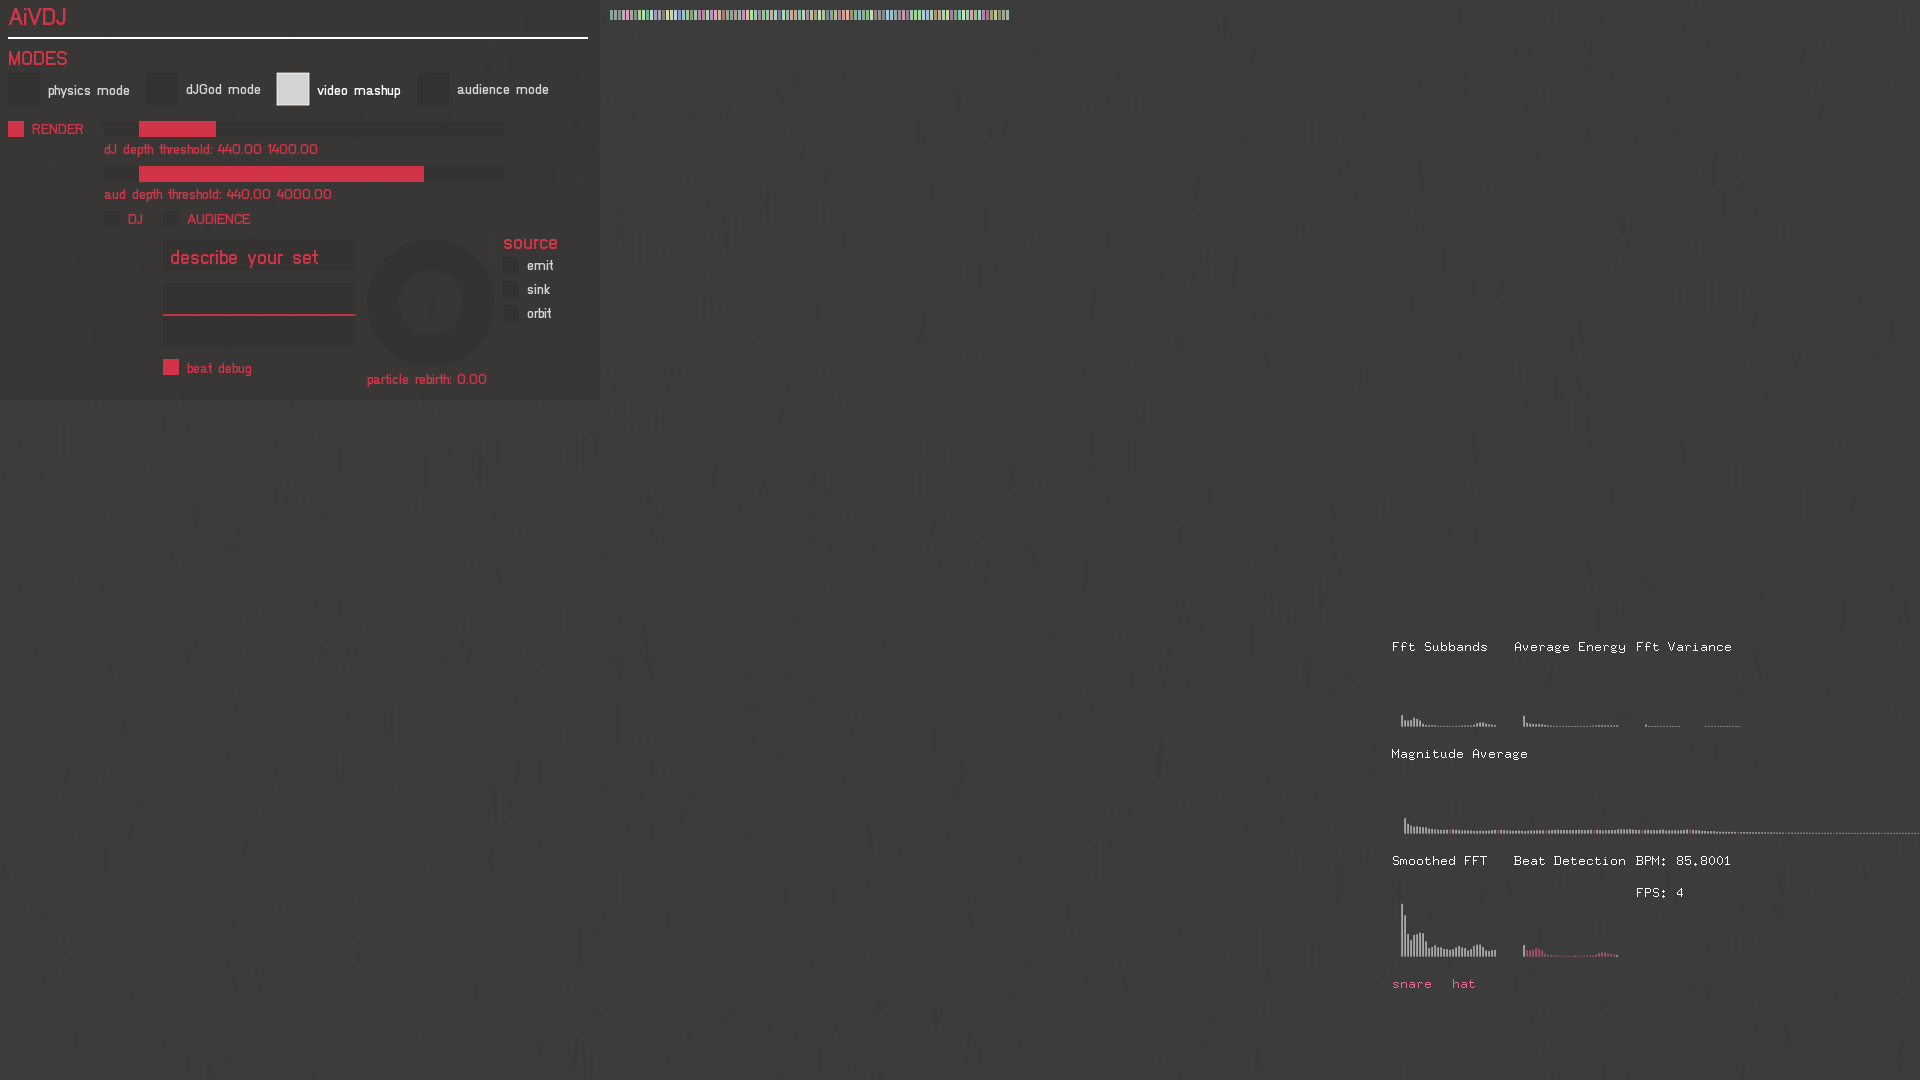 AiVDJ
MODES
physics mode dJGod mode video mashup audience mode
RENDER
dJ depth threshold: 440.00 1400.00
aud depth threshold: 440.00 4000.00
DJ AUDIENCE
describe your set
source
emit
sink
orbit
beat debug
particle rebirth: 0.00
Fft Subbands Average Energy Fft Variance
Magnitude Average
Smoothed FFT Beat Detection BPM: 85.8001
FPS: 4
snare hat